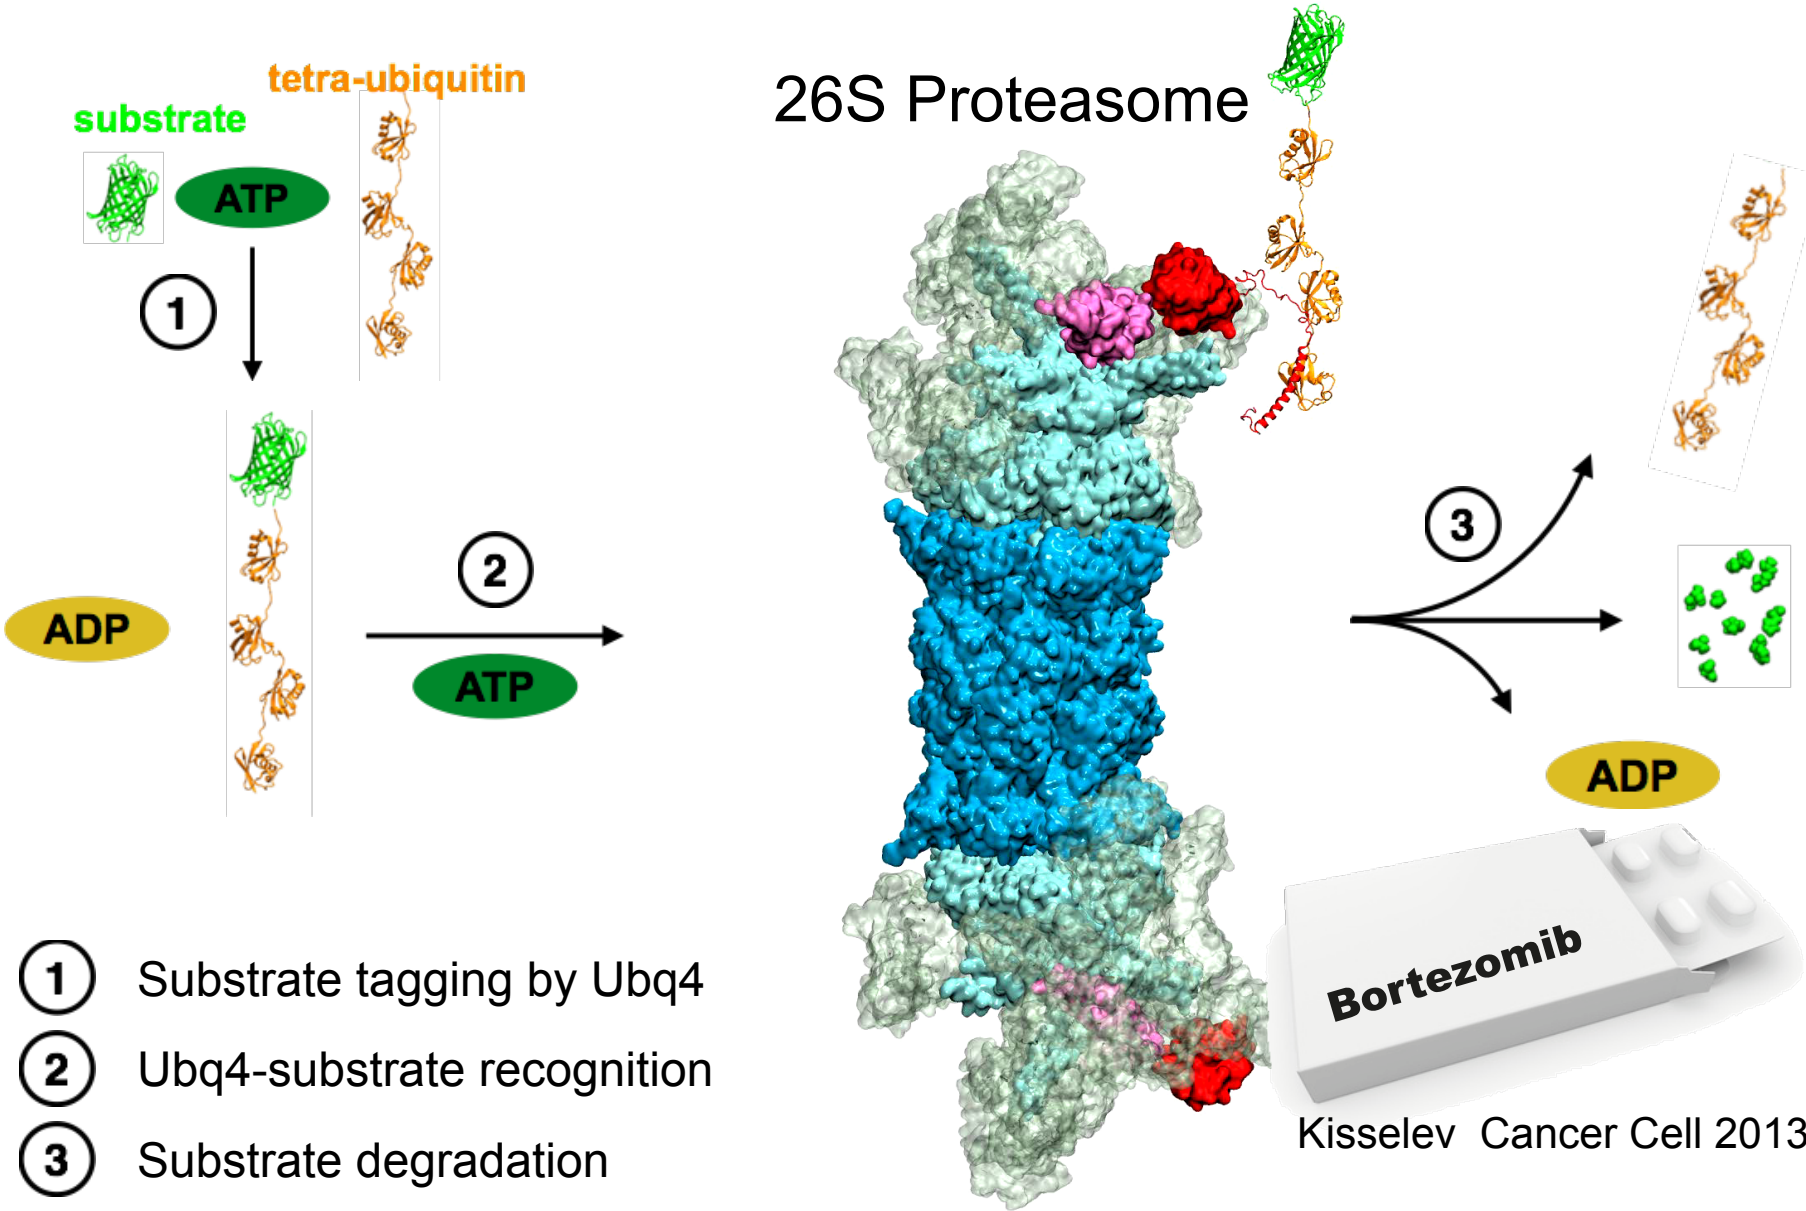 tetra-ubiquitin
substrate
ATP
1
ADP
2
ATP
26S Proteasome
3
ADP
Bortezomib
Kisselev Cancer Cell 2013
1 Substrate tagging by Ubq4
2 Ubq4-substrate recognition
3 Substrate degradation